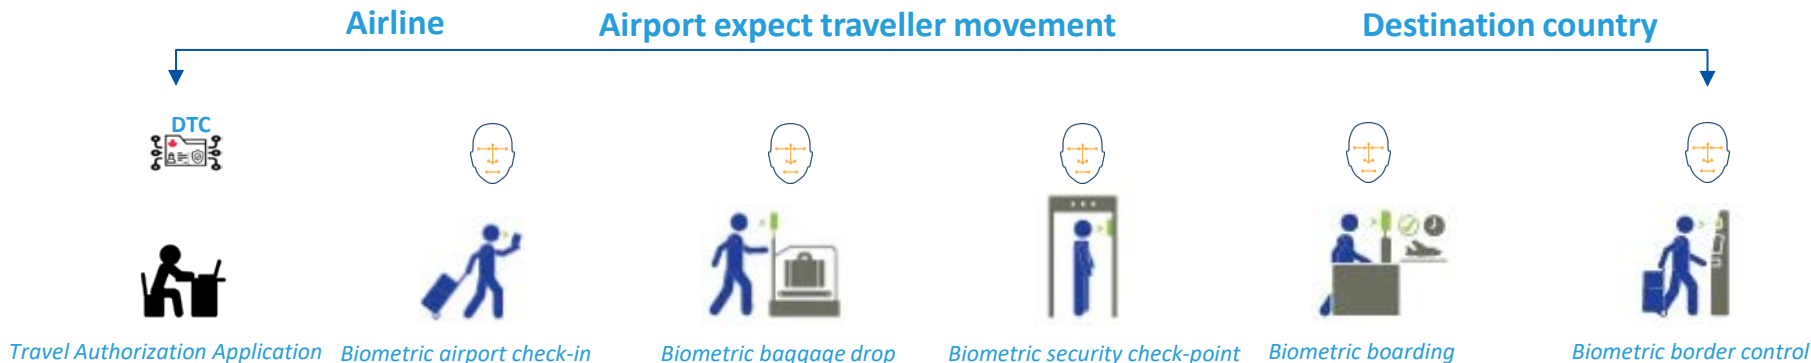 Airline
Airport expect traveller movement
Destination country
DTC
Travel Authorization Application
Biometric airport check-in
Biometric baggage drop
Biometric security check-point
Biometric boarding
Biometric border control